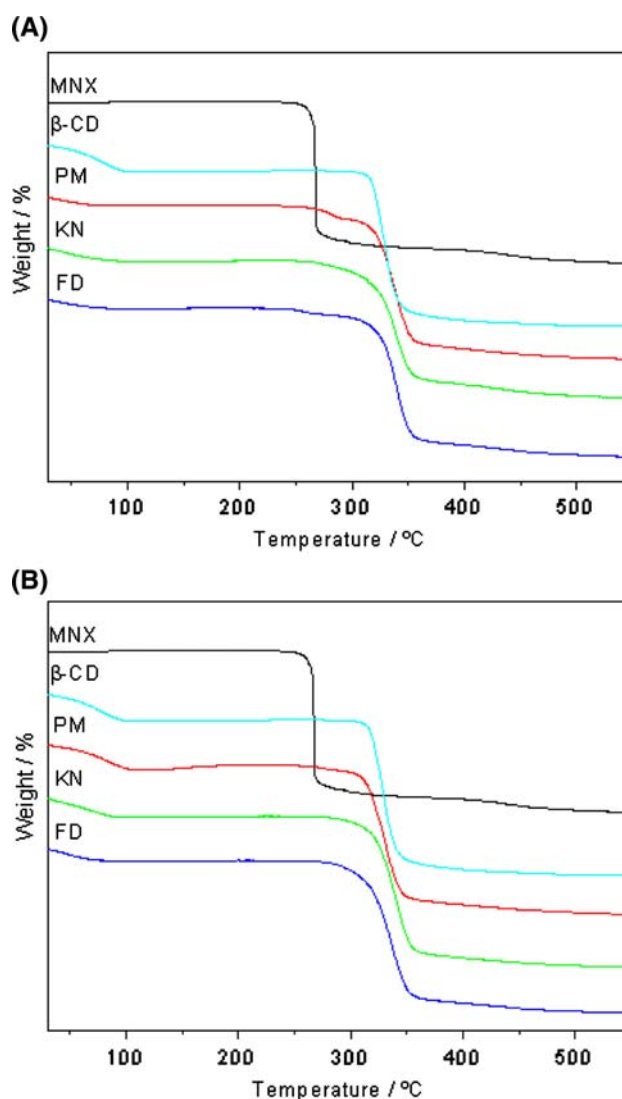 (A)
MNX
β-CD
PM
KN
FD
Weight / %
100 200 300 400 500
Temperature / ºC
(B)
MNX
β-CD
PM
KN
FD
Weight / %
100 200 300 400 500
Temperature / ºC